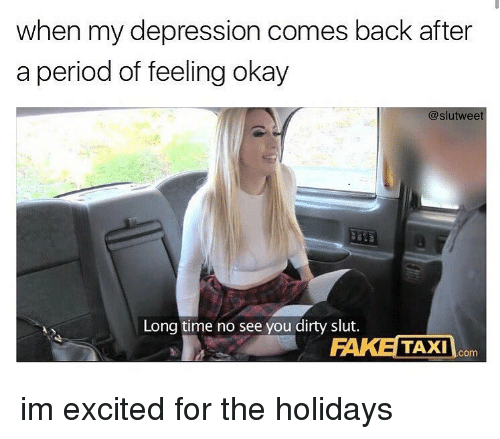 when my depression comes back after
a period of feeling okay
@slutweet
Long time no see you dirty slut.
FAKE TAXI.com
im excited for the holidays